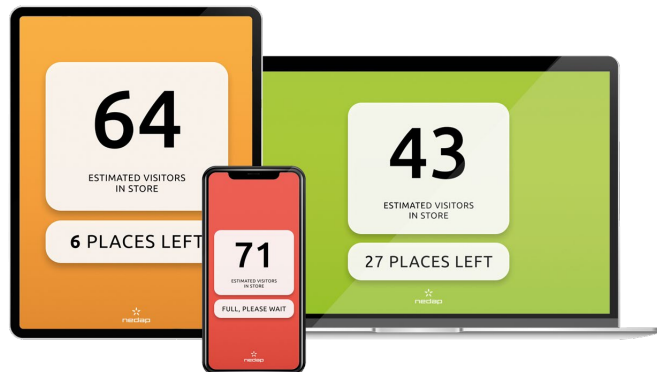 64
ESTIMATED VISITORS
IN STORE
6 PLACES LEFT
nedap
71
ESTIMATED VISITORS
IN STORE
FULL, PLEASE WAIT
nedap
43
ESTIMATED VISITORS
IN STORE
27 PLACES LEFT
nedap